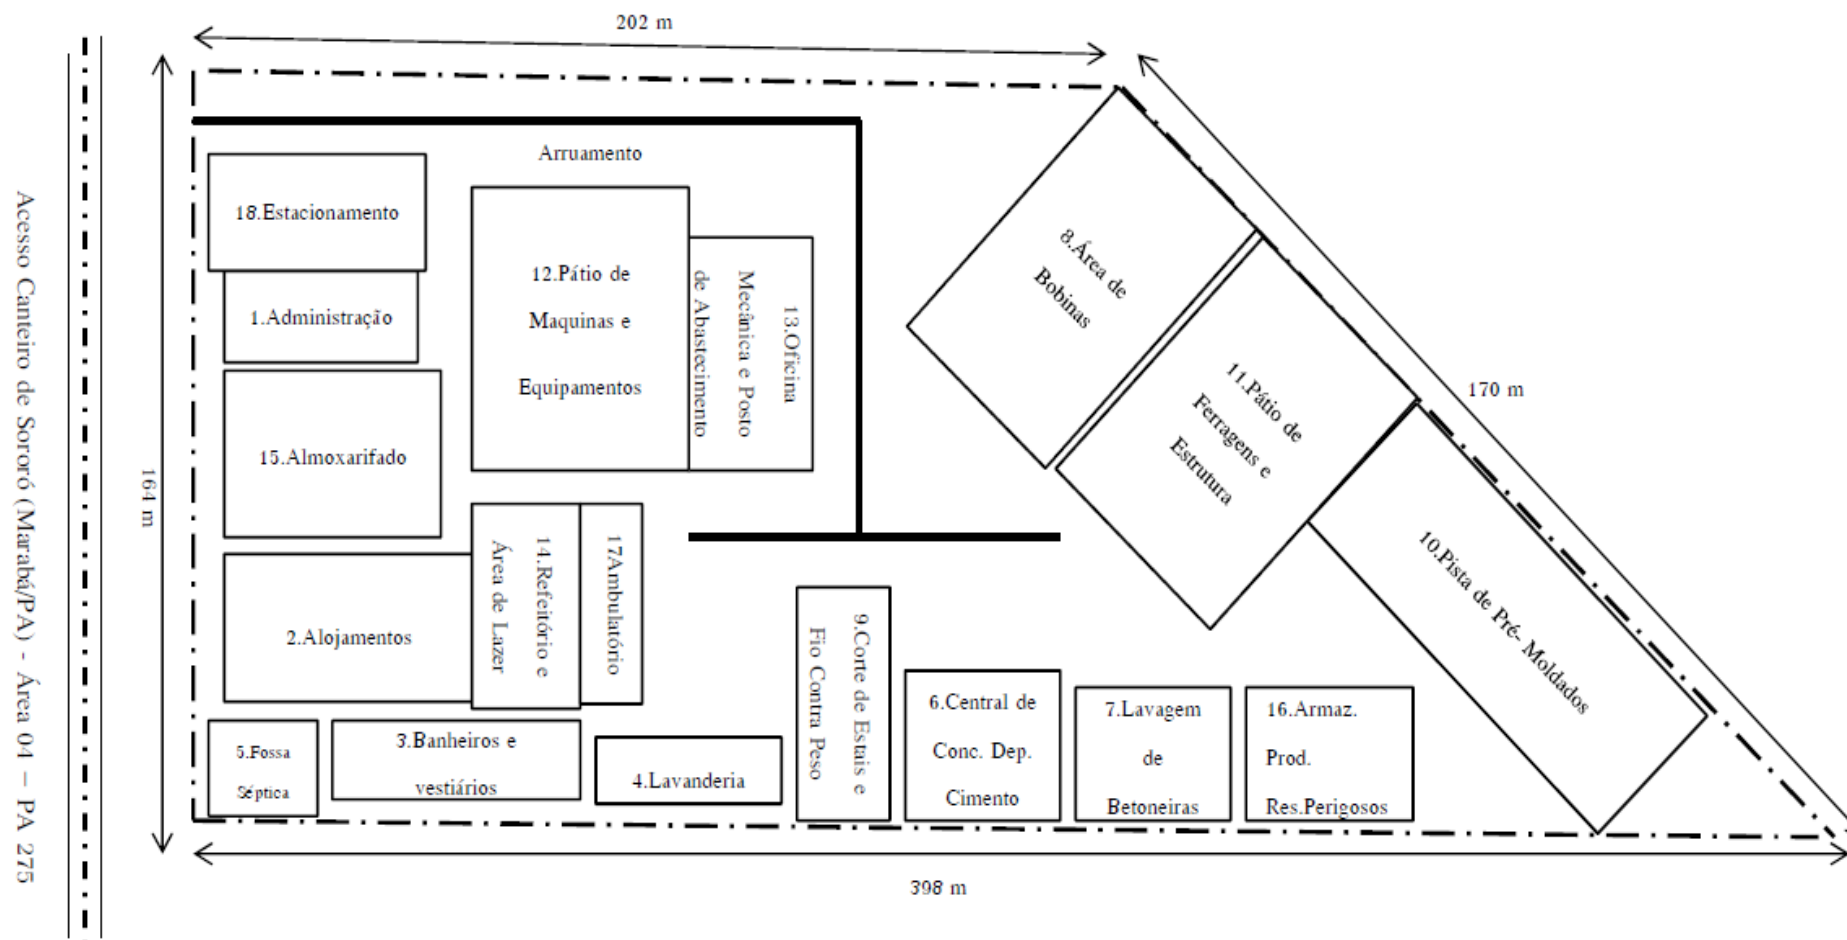 202 m
Arruamento
18.Estacionamento
1.Administração
15.Almoxarifado
2.Alojamentos
5.Fossa
Séptica
3.Banheiros e
vestiários
4.Lavanderia
12.Pátio de
Maquinas e
Equipamentos
13.Oficina
Mecânica e Posto
de Abastecimento
14.Refeitório e
Área de Lazer
17Ambulatório
9.Corte de Estais e
Fio Contra Peso
6.Central de
Conc. Dep.
Cimento
7.Lavagem
de
Betoneiras
16.Armaz.
Prod.
Res.Perigosos
8.Área de
Bobinas
11.Pátio de
Ferragens e
Estrutura
10.Pista de Pré- Moldados
170 m
164 m
398 m
Acesso Canteiro de Sororó (Marabá/PA) - Área 04 – PA 275